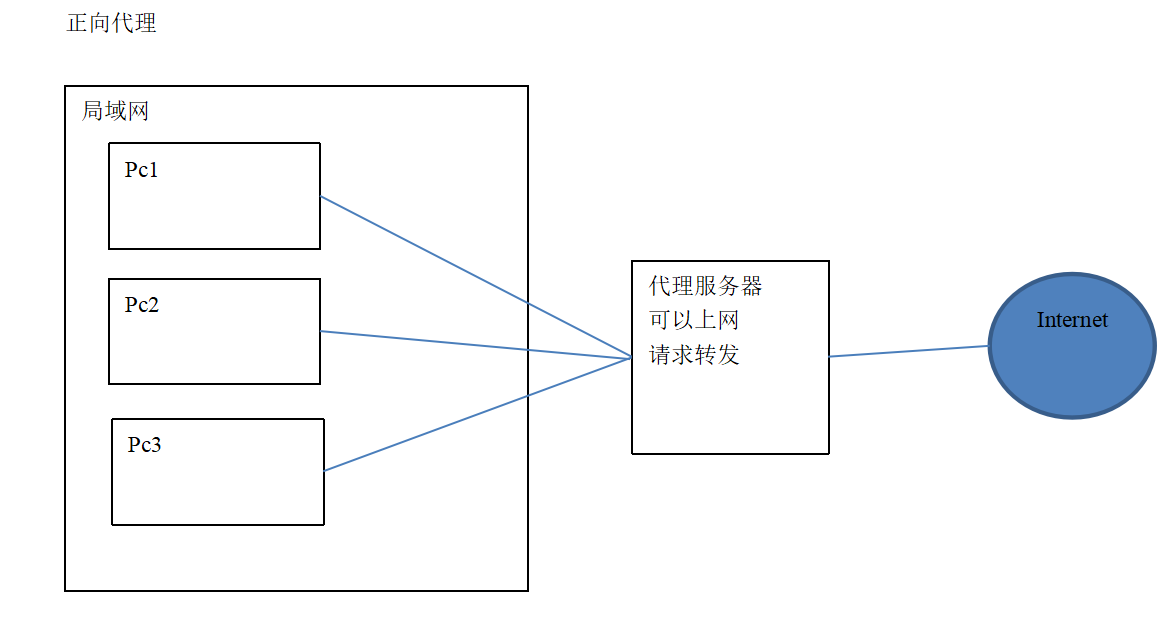 正向代理
局域网
Pc1
Pc2
Pc3
代理服务器
可以上网
请求转发
Internet